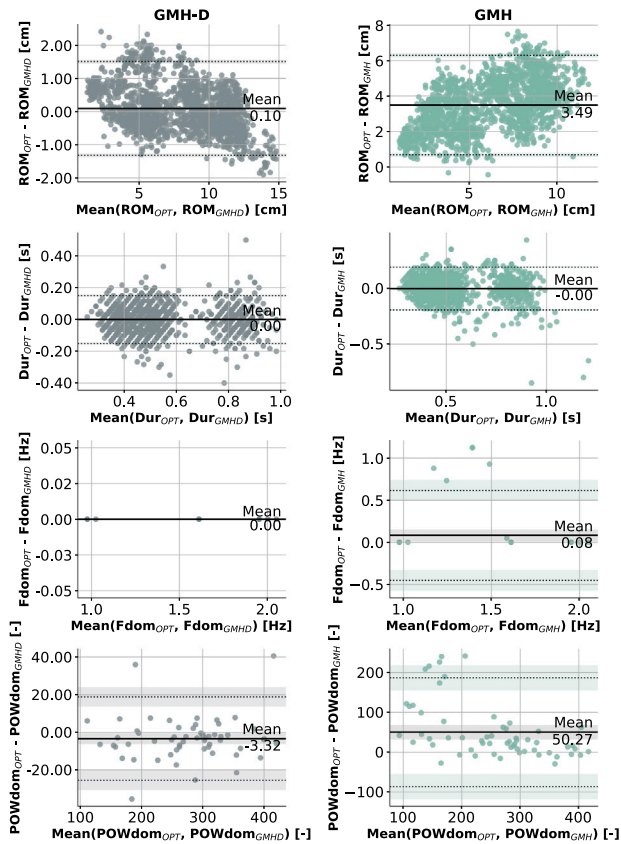 GMH-D
GMH
ROM_OPT - ROM_GMHD [cm]
2.00
1.00
0.00
-1.00
-2.00
Mean
0.10
5
10
15
Mean(ROM_OPT, ROM_GMHD) [cm]
ROM_OPT - ROM_GMH [cm]
8
6
4
2
0
Mean
3.49
5
10
Mean(ROM_OPT, ROM_GMH) [cm]
Dur_OPT - Dur_GMHD [s]
0.40
0.20
0.00
-0.20
-0.40
Mean
0.00
0.4
0.6
0.8
1.0
Mean(Dur_OPT, Dur_GMHD) [s]
Dur_OPT - Dur_GMH [s]
0.0
−0.5
Mean
-0.00
0.5
1.0
Mean(Dur_OPT, Dur_GMH) [s]
Fdom_OPT - Fdom_GMHD [Hz]
0.05
0.02
0.00
-0.03
-0.05
Mean
0.00
1.0
1.5
2.0
Mean(Fdom_OPT, Fdom_GMHD) [Hz]
Fdom_OPT - Fdom_GMH [Hz]
1.0
0.5
0.0
−0.5
Mean
0.08
1.0
1.5
2.0
Mean(Fdom_OPT, Fdom_GMH) [Hz]
POWdom_OPT - POWdom_GMHD [-]
40.00
20.00
0.00
-20.00
Mean
-3.32
100
200
300
400
Mean(POWdom_OPT, POWdom_GMHD) [-]
POWdom_OPT - POWdom_GMH [-]
200
100
0
−100
Mean
50.27
100
200
300
400
Mean(POWdom_OPT, POWdom_GMH) [-]